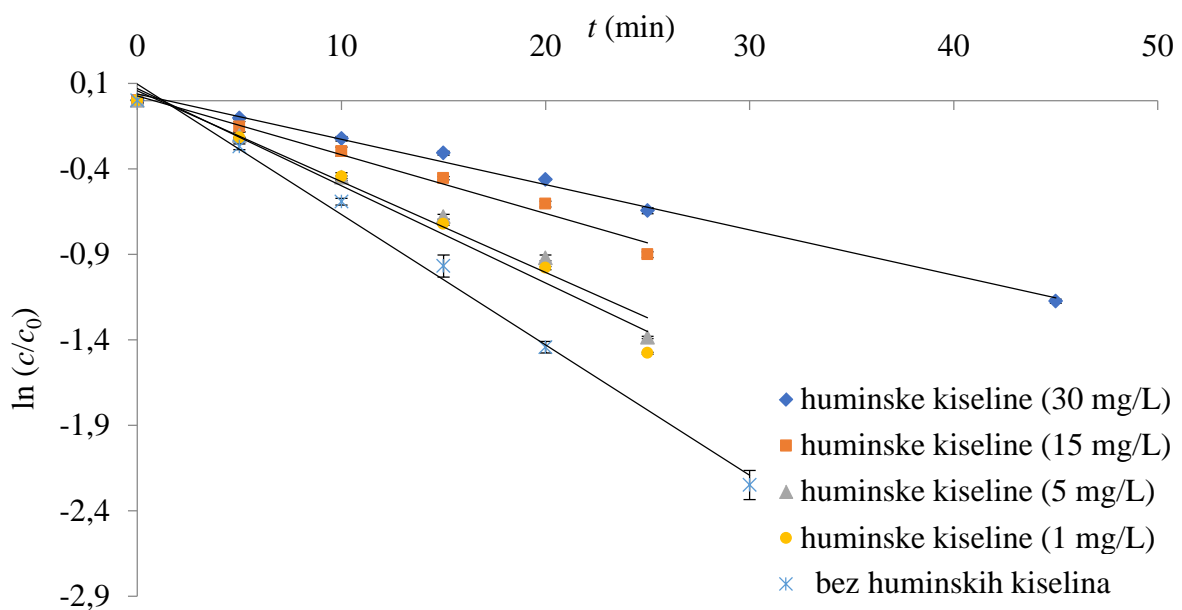 t (min)
0 10 20 30 40 50
0,1
-0,4
-0,9
-1,4
-1,9
-2,4
-2,9
ln (c/c₀)
huminske kiseline (30 mg/L)
huminske kiseline (15 mg/L)
huminske kiseline (5 mg/L)
huminske kiseline (1 mg/L)
bez huminskih kiselina